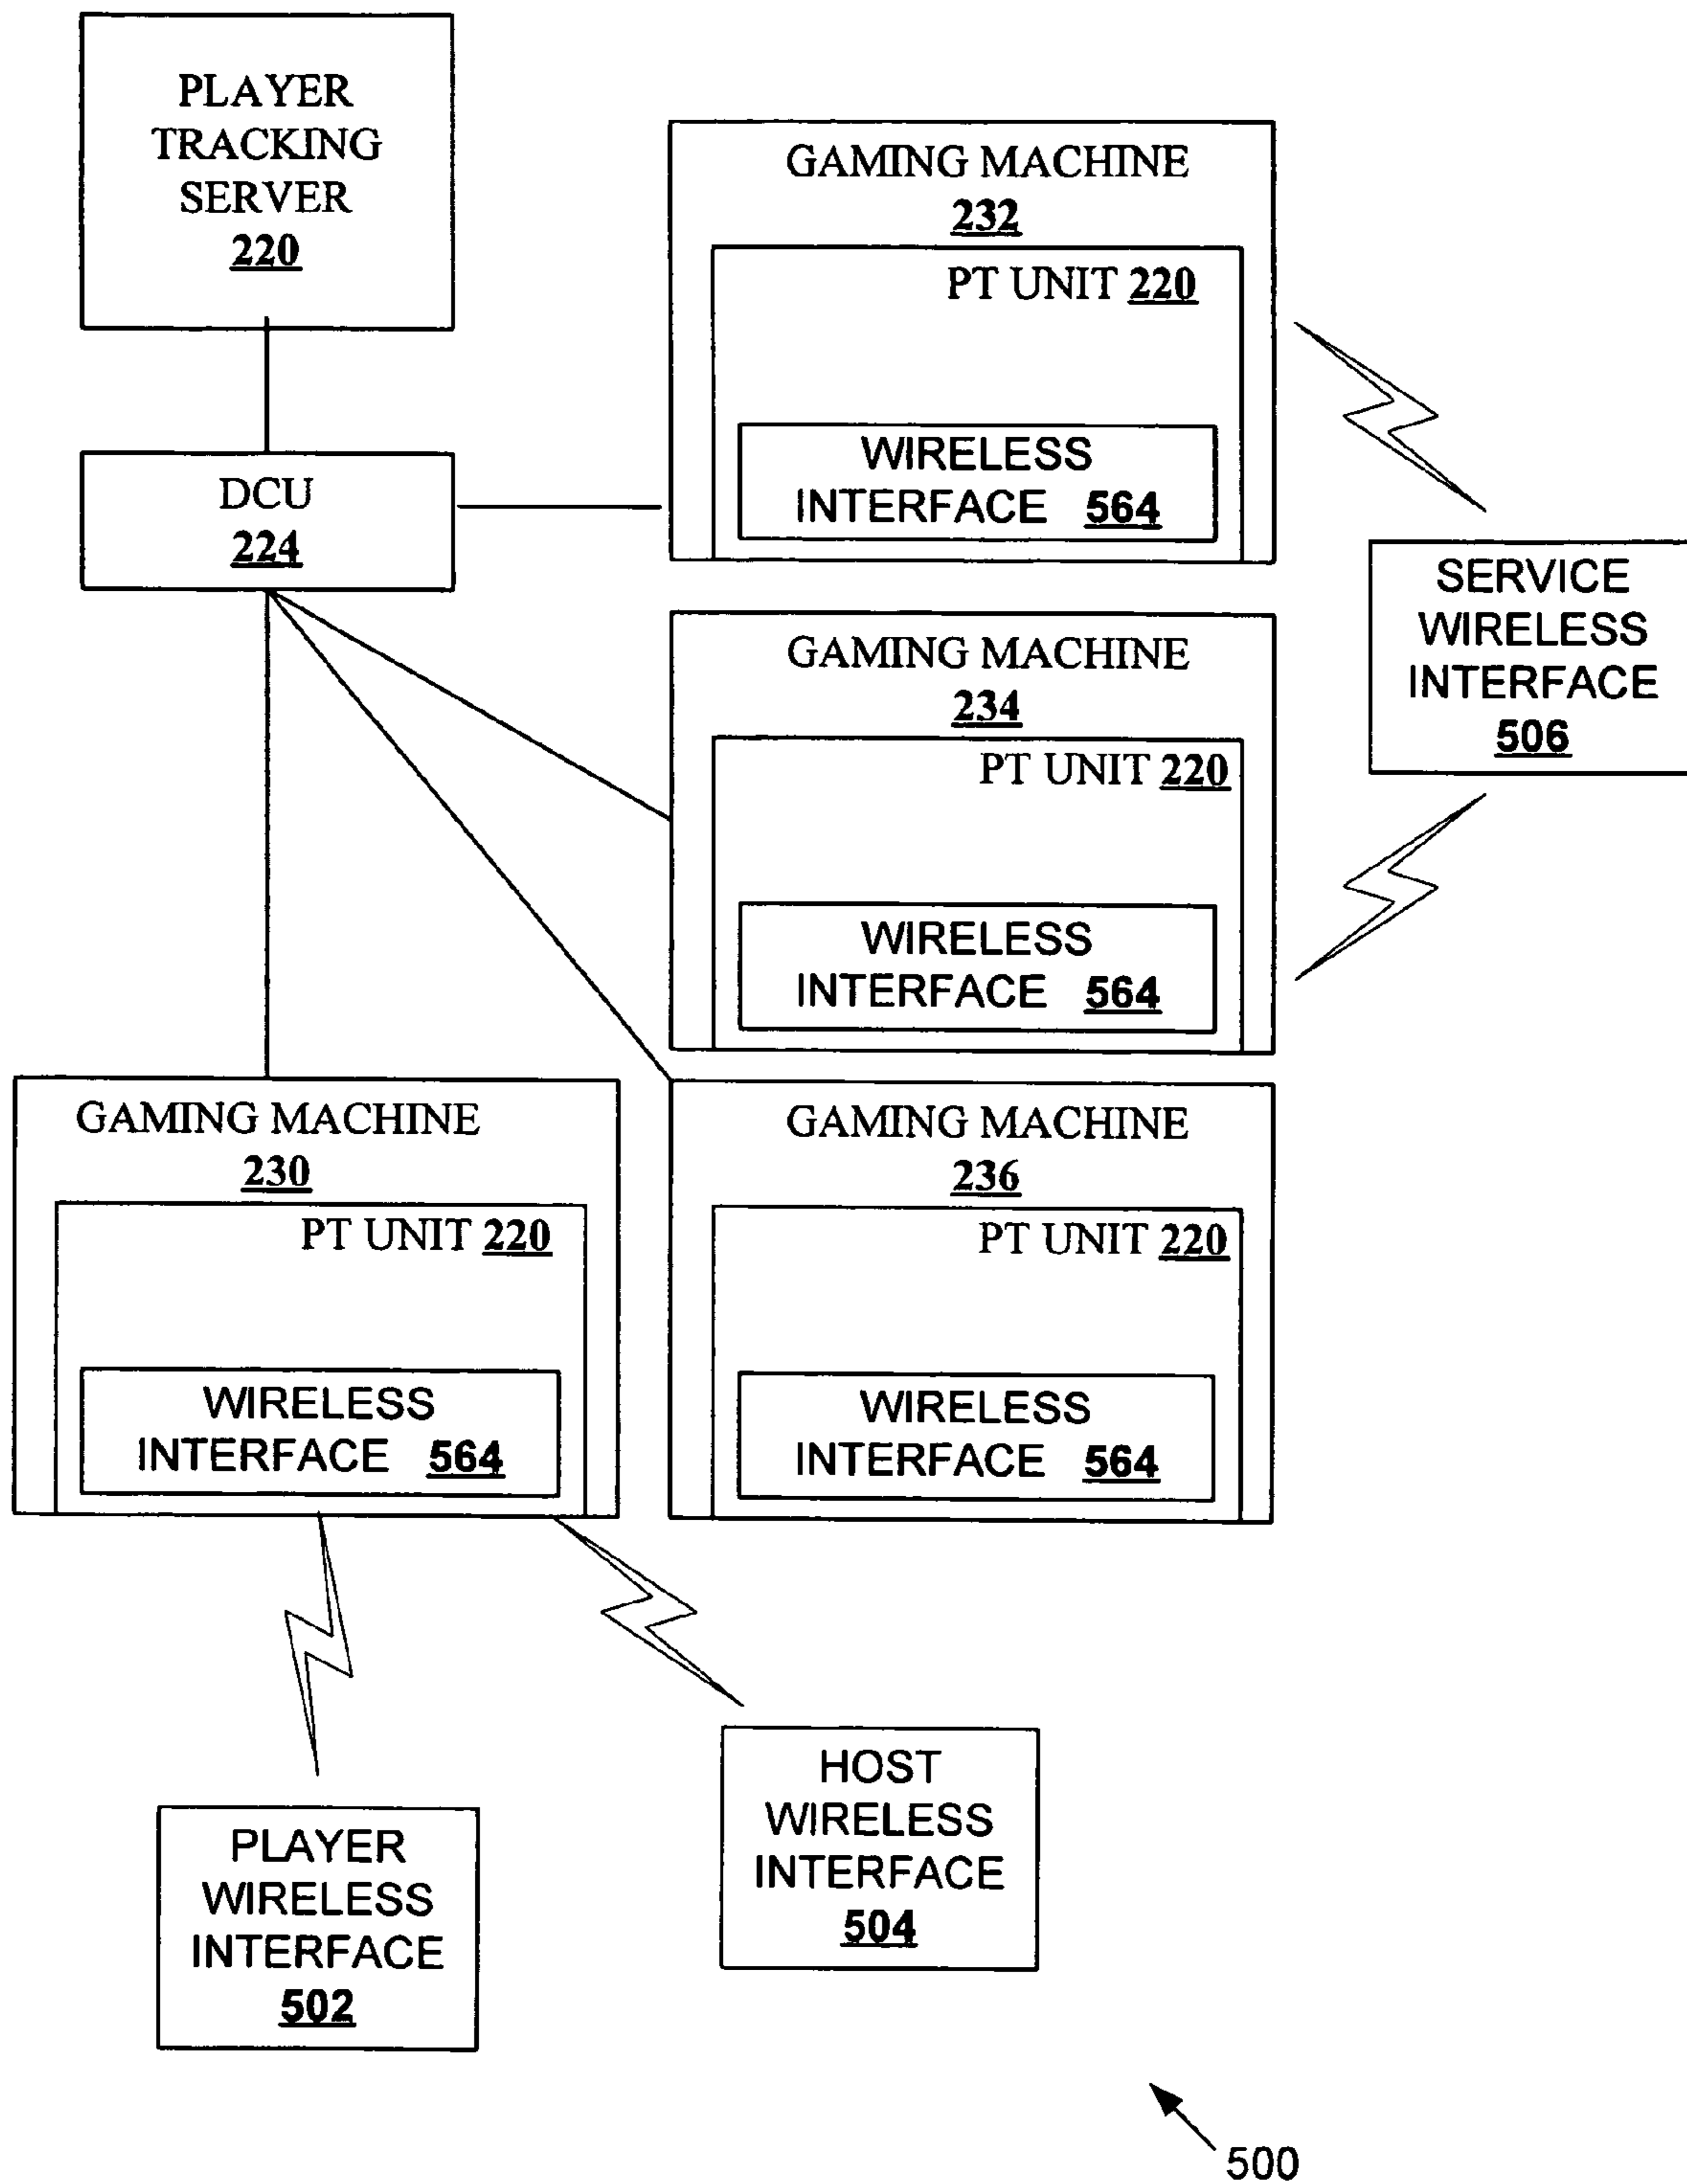 PLAYER
TRACKING
SERVER
220
DCU
224
GAMING MACHINE
232
PT UNIT 220
WIRELESS
INTERFACE 564
SERVICE
WIRELESS
INTERFACE
506
GAMING MACHINE
234
PT UNIT 220
WIRELESS
INTERFACE 564
GAMING MACHINE
230
PT UNIT 220
WIRELESS
INTERFACE 564
GAMING MACHINE
236
PT UNIT 220
WIRELESS
INTERFACE 564
PLAYER
WIRELESS
INTERFACE
502
HOST
WIRELESS
INTERFACE
504
500